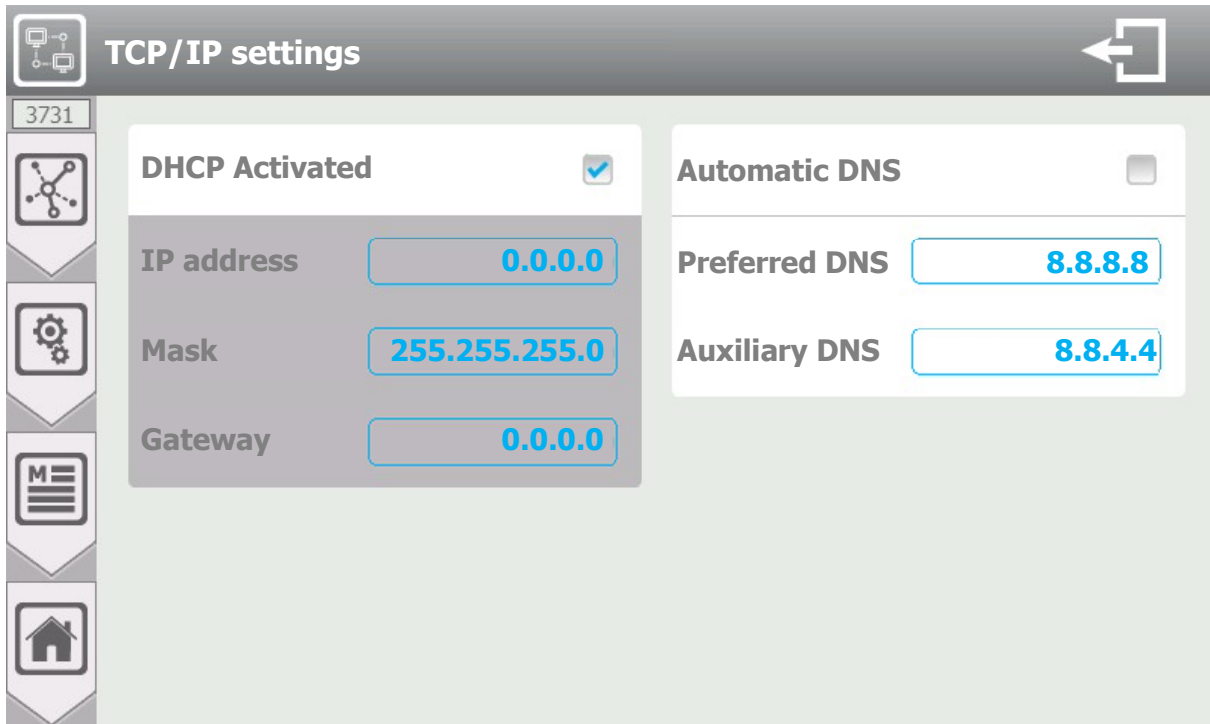 TCP/IP settings
3731
DHCP Activated
IP address 0.0.0.0
Mask 255.255.255.0
Gateway 0.0.0.0
Automatic DNS
Preferred DNS 8.8.8.8
Auxiliary DNS 8.8.4.4
M